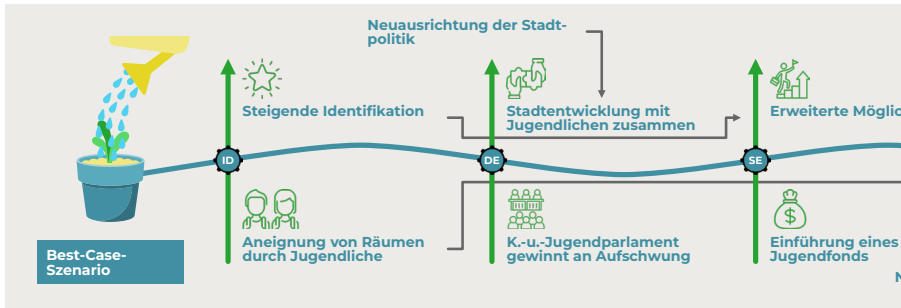 Neuausrichtung der Stadt-
politik
Steigende Identifikation
Stadtentwicklung mit
Jugendlichen zusammen
Erweiterte
ID
DE
SE
Aneignung von Räumen
durch Jugendliche
K.-u.-Jugendparlament
gewinnt an Aufschwung
Einführung eines
Jugendfonds
Best-Case-
Szenario